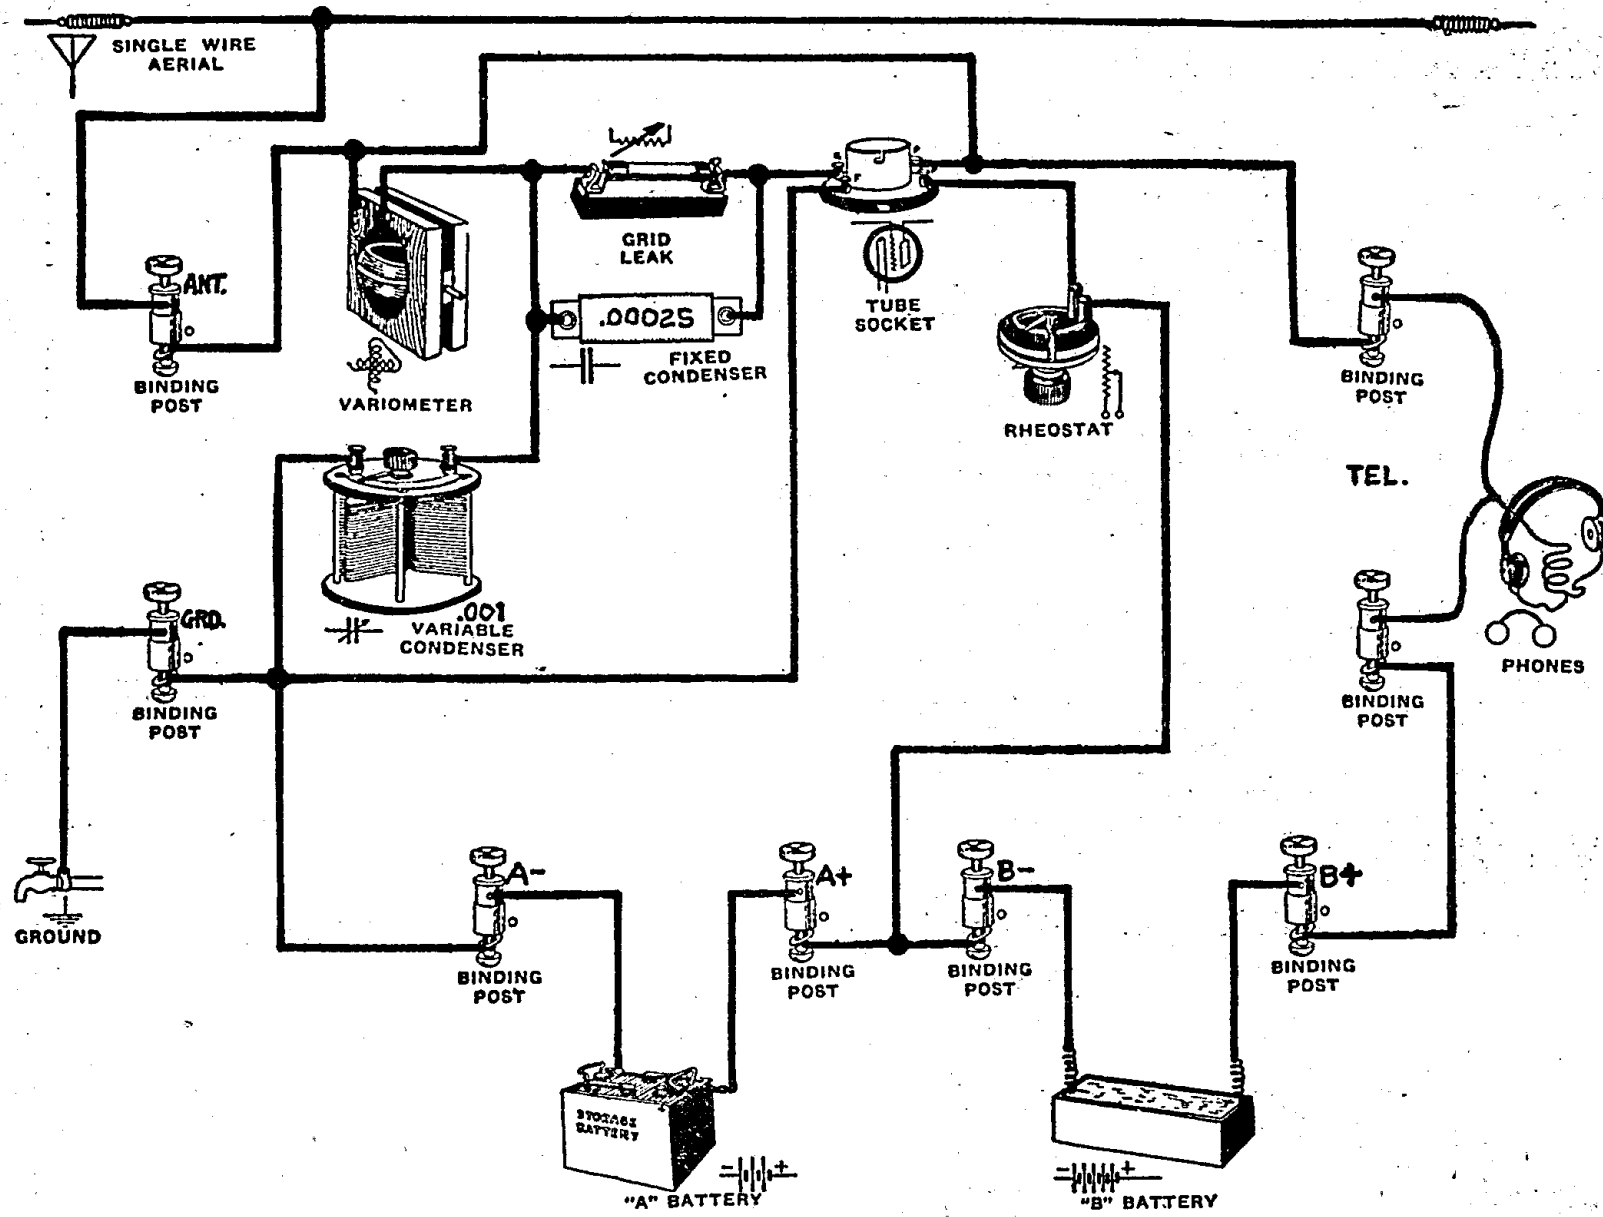 SINGLE WIRE
AERIAL
GRID
LEAK
TUBE
SOCKET
ANT.
BINDING
POST
VARIOMETER
.00025
FIXED
CONDENSER
RHEOSTAT
BINDING
POST
TEL.
GRD.
BINDING
POST
.001
VARIABLE
CONDENSER
PHONES
BINDING
POST
GROUND
A-
BINDING
POST
A+
BINDING
POST
B-
BINDING
POST
B+
BINDING
POST
STORAGE
BATTERY
- +
"A" BATTERY
- +
"B" BATTERY